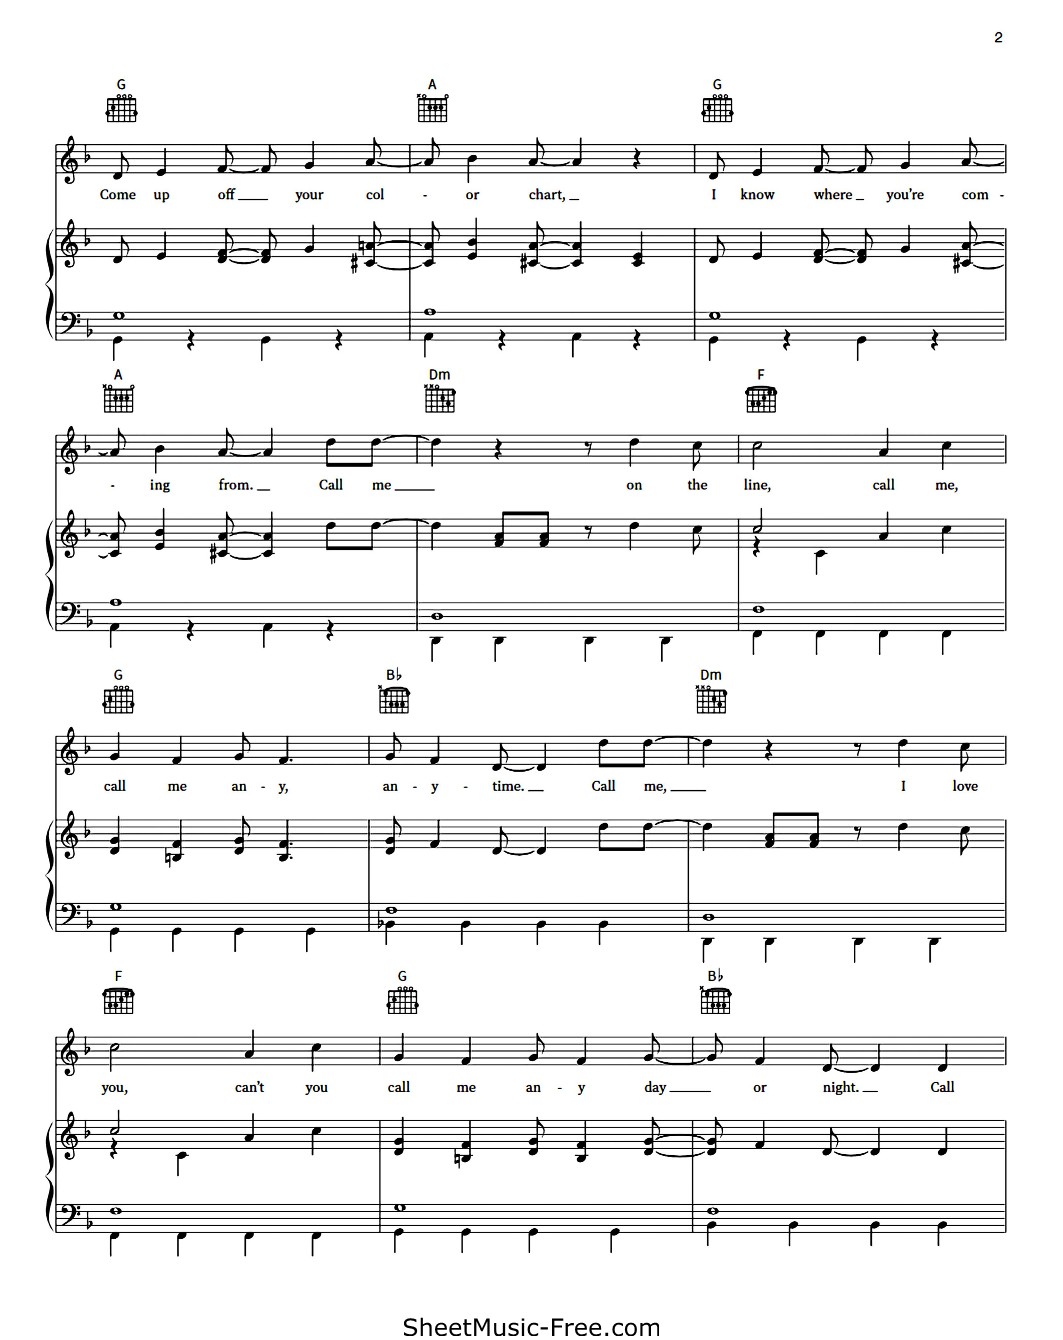 2
G A G
Come up off your col - or chart, I know where you're com -
A Dm F
- ing from. Call me on the line, call me,
G B♭ Dm
call me an - y, an - y - time. Call me, I love
F G B♭
you, can't you call me an - y day or night. Call
SheetMusic-Free.com